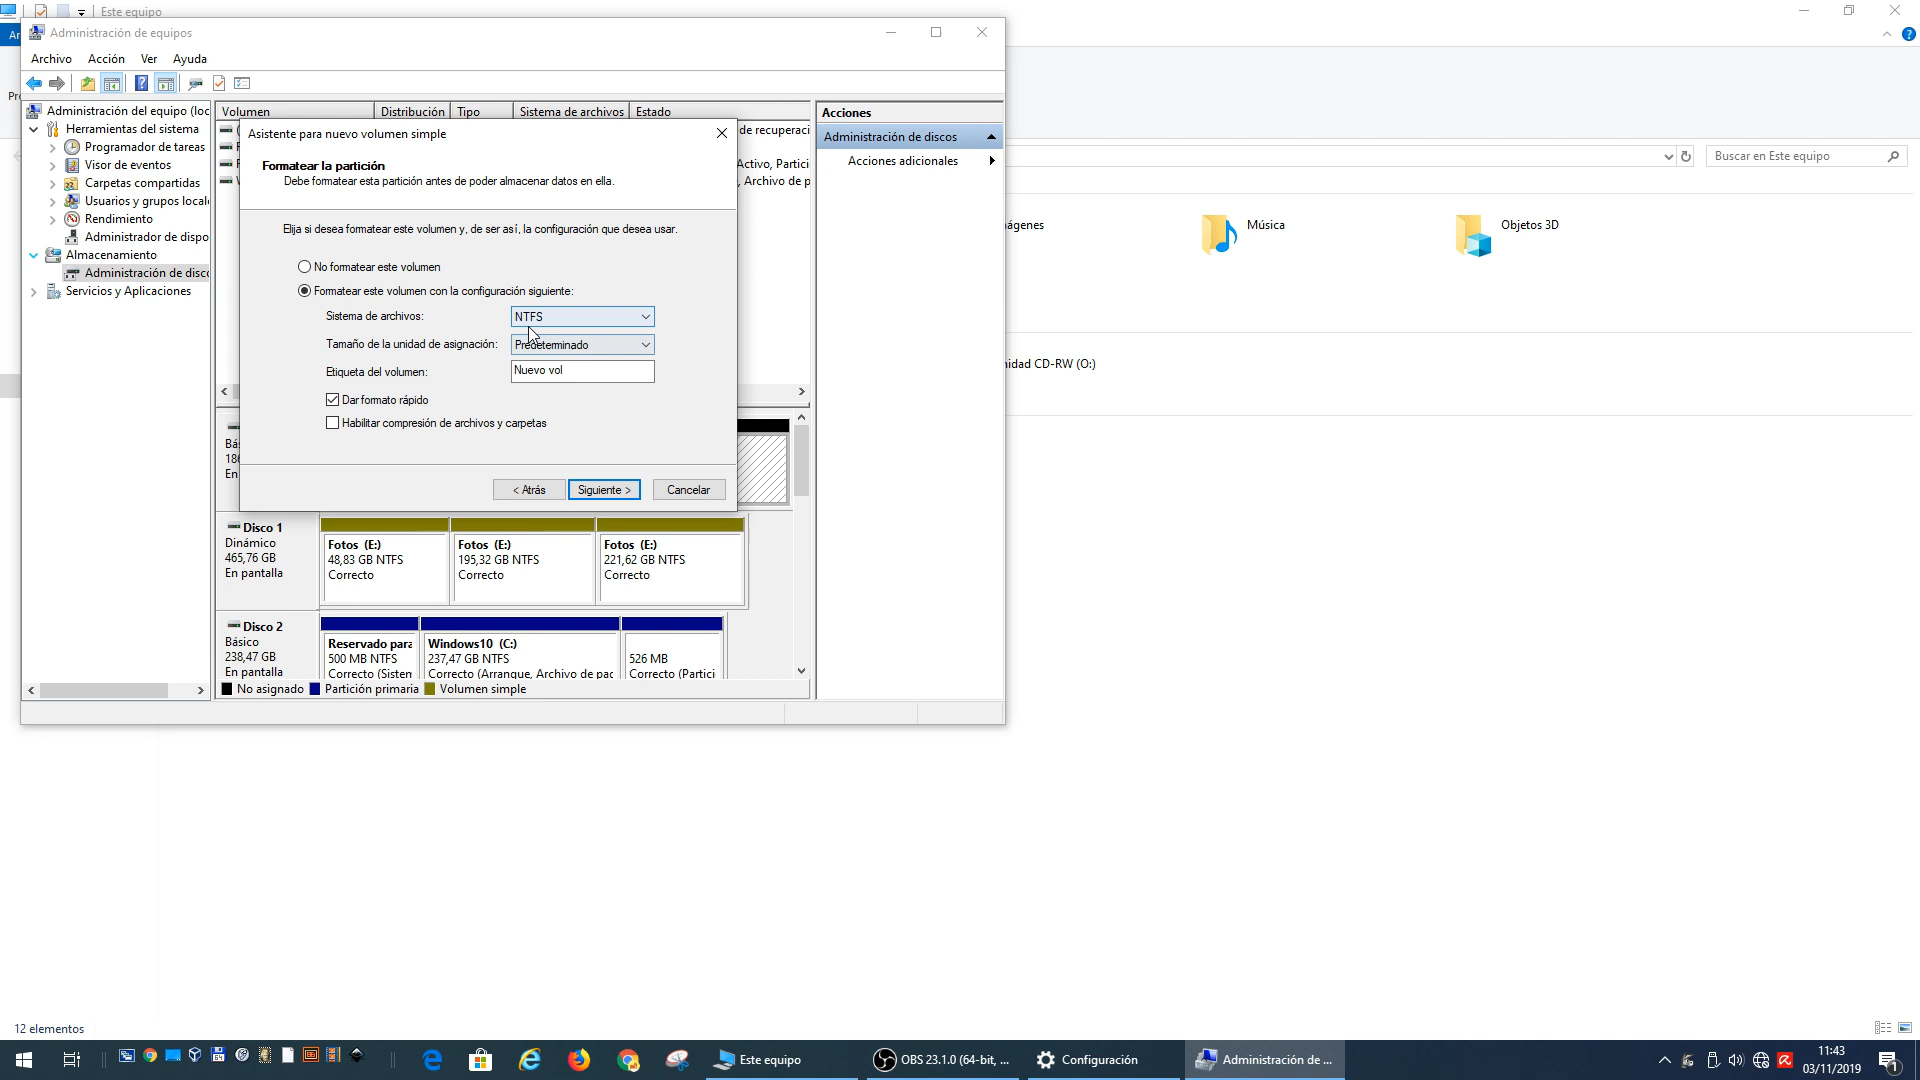 Este equipo
Administración de equipos
Archivo Acción Ver Ayuda
Administración del equipo (loc
Herramientas del sistema
Programador de tareas
Visor de eventos
Carpetas compartidas
Usuarios y grupos locale
Rendimiento
Administrador de dispo
Almacenamiento
Administración de disco
Servicios y Aplicaciones
Volumen Distribución Tipo Sistema de archivos Estado
de recuperaci
Activo, Partici
, Archivo de p
Asistente para nuevo volumen simple
Formatear la partición
Debe formatear esta partición antes de poder almacenar datos en ella.
Elija si desea formatear este volumen y, de ser así, la configuración que desea usar.
No formatear este volumen
Formatear este volumen con la configuración siguiente:
Sistema de archivos: NTFS
Tamaño de la unidad de asignación: Predeterminado
Etiqueta del volumen: Nuevo vol
Dar formato rápido
Habilitar compresión de archivos y carpetas
< Atrás Siguiente > Cancelar
Disco 1
Dinámico
465,76 GB
En pantalla
Fotos (E:)
48,83 GB NTFS
Correcto
Fotos (E:)
195,32 GB NTFS
Correcto
Fotos (E:)
221,62 GB NTFS
Correcto
Disco 2
Básico
238,47 GB
En pantalla
Reservado para
500 MB NTFS
Correcto (Sistem
Windows10 (C:)
237,47 GB NTFS
Correcto (Arranque, Archivo de pag
526 MB
Correcto (Partici
No asignado Partición primaria Volumen simple
Acciones
Administración de discos
Acciones adicionales
Buscar en Este equipo
ágenes
Música
Objetos 3D
nidad CD-RW (O:)
12 elementos
Este equipo
OBS 23.1.0 (64-bit, ...
Configuración
Administración de ...
11:43
03/11/2019
1